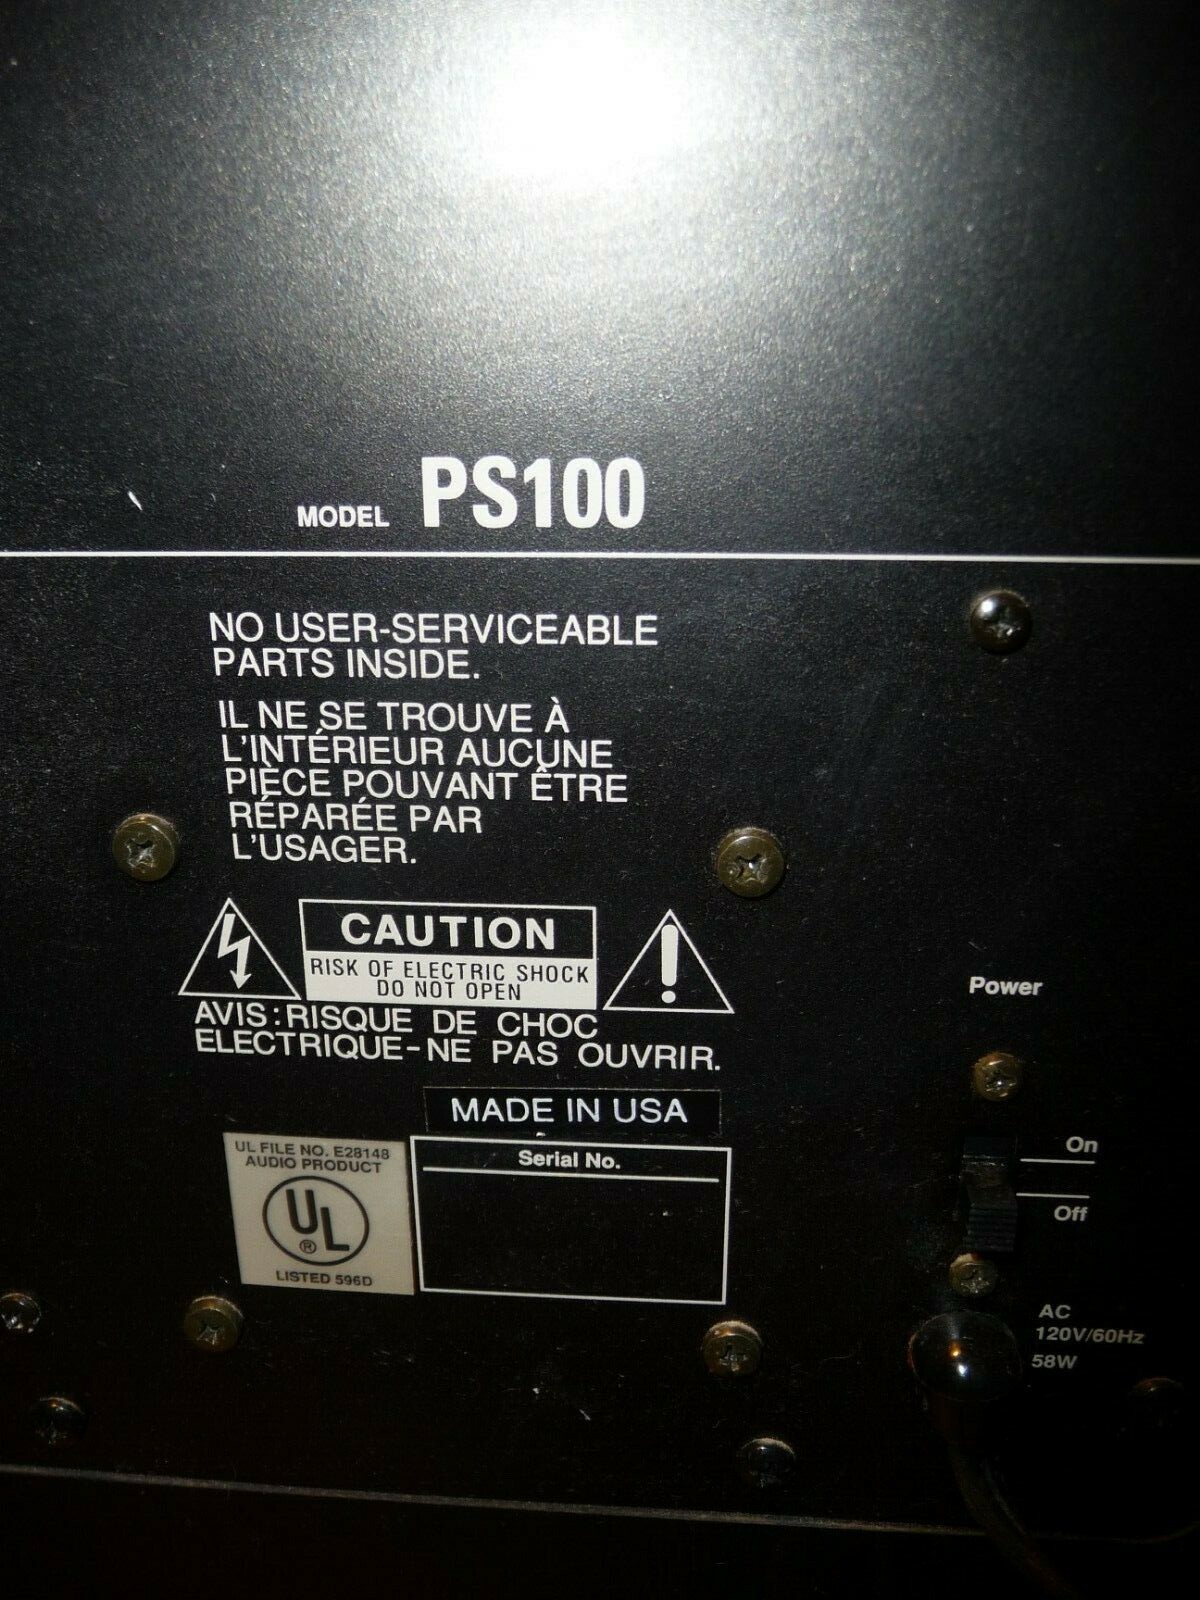 MODEL PS100
NO USER-SERVICEABLE
PARTS INSIDE.
IL NE SE TROUVE À
L'INTÉRIEUR AUCUNE
PIÈCE POUVANT ÊTRE
RÉPARÉE PAR
L'USAGER.
CAUTION
RISK OF ELECTRIC SHOCK
DO NOT OPEN
AVIS: RISQUE DE CHOC
ELECTRIQUE-NE PAS OUVRIR.
MADE IN USA
UL FILE NO. E28148
AUDIO PRODUCT
UL
®
LISTED 596D
Serial No.
Power
On
Off
AC
120V/60Hz
58W